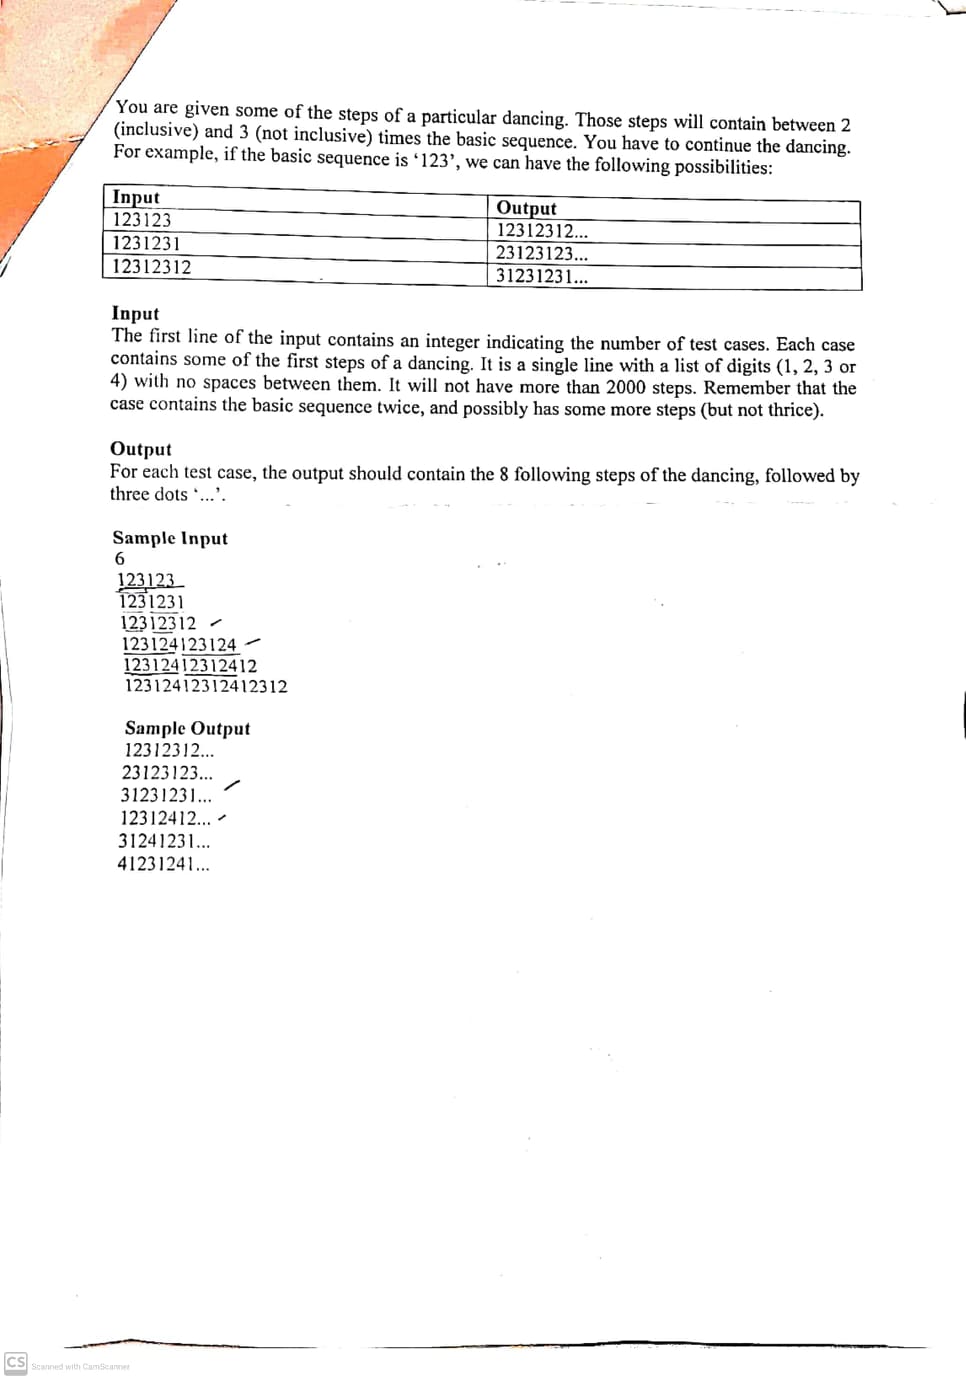 You are given some of the steps of a particular dancing. Those steps will contain between 2
(inclusive) and 3 (not inclusive) times the basic sequence. You have to continue the dancing.
For example, if the basic sequence is ‘123’, we can have the following possibilities:
Input Output
123123 12312312...
1231231 23123123...
12312312 31231231...
Input
The first line of the input contains an integer indicating the number of test cases. Each case
contains some of the first steps of a dancing. It is a single line with a list of digits (1, 2, 3 or
4) with no spaces between them. It will not have more than 2000 steps. Remember that the
case contains the basic sequence twice, and possibly has some more steps (but not thrice).
Output
For each test case, the output should contain the 8 following steps of the dancing, followed by
three dots ‘...’.
Sample Input
6
123123
1231231
12312312
123124123124
12312412312412
12312412312412312
Sample Output
12312312...
23123123...
31231231...
12312412...
31241231...
41231241...
CS Scanned with CamScanner